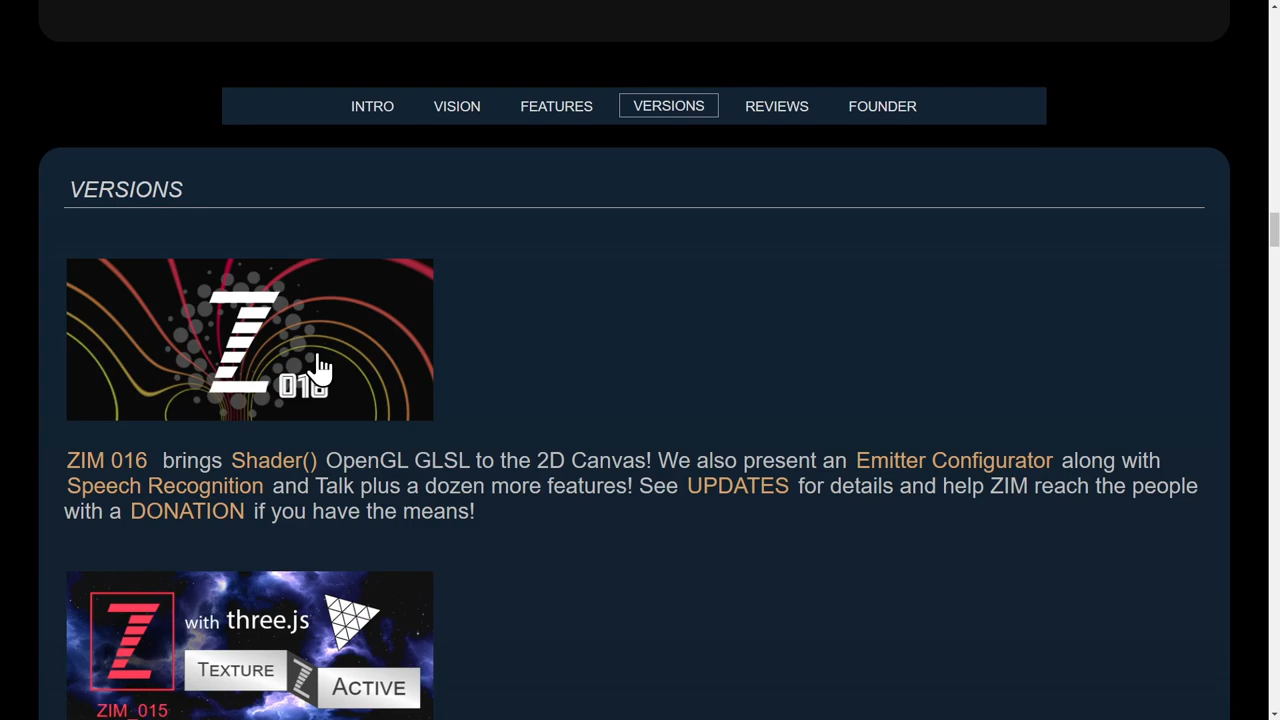 INTRO VISION FEATURES VERSIONS REVIEWS FOUNDER
VERSIONS
Z
016
ZIM 016 brings Shader() OpenGL GLSL to the 2D Canvas! We also present an Emitter Configurator along with
Speech Recognition and Talk plus a dozen more features! See UPDATES for details and help ZIM reach the people
with a DONATION if you have the means!
Z with three.js
TEXTURE Z ACTIVE
ZIM_015